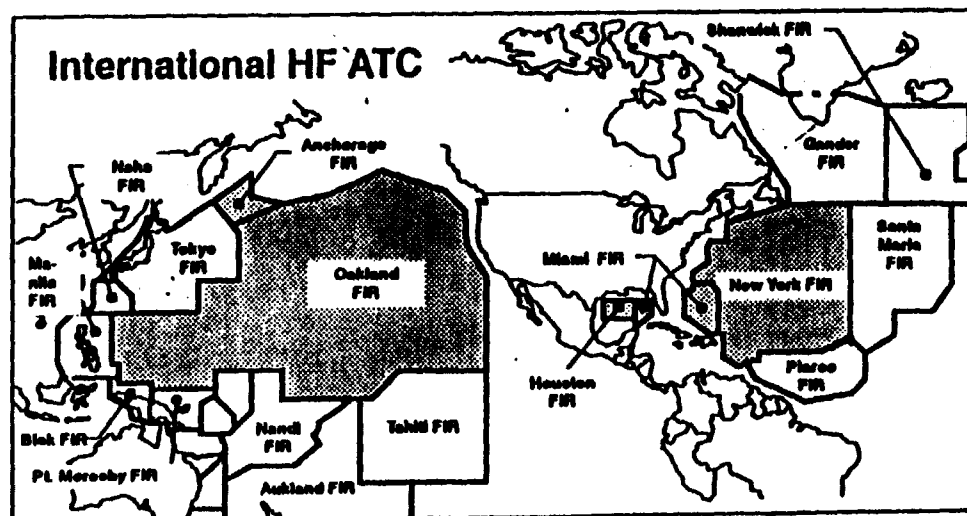 International HF ATC
Shanwick FIR
Gander
FIR
Anchorage
FIR
Naha
FIR
Tokyo
FIR
Ma-
nila
FIR
Oakland
FIR
Miami FIR
New York FIR
Santa
Maria
FIR
Houston
FIR
Piarco
FIR
Biak FIR
Nandi
FIR
Tahiti FIR
Pt. Moresby FIR
Aukland FIR